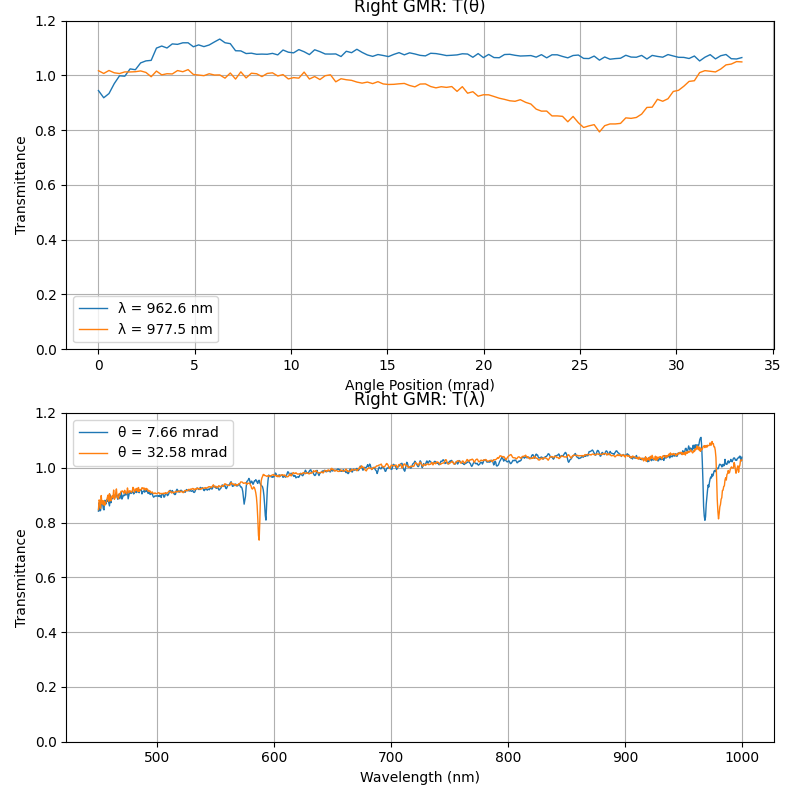 Right GMR: T(θ)
1.2
1.0
0.8
0.6
0.4
0.2
0.0
Transmittance
λ = 962.6 nm
λ = 977.5 nm
0 5 10 15 20 25 30 35
Angle Position (mrad)
Right GMR: T(λ)
1.2
1.0
0.8
0.6
0.4
0.2
0.0
Transmittance
θ = 7.66 mrad
θ = 32.58 mrad
500 600 700 800 900 1000
Wavelength (nm)